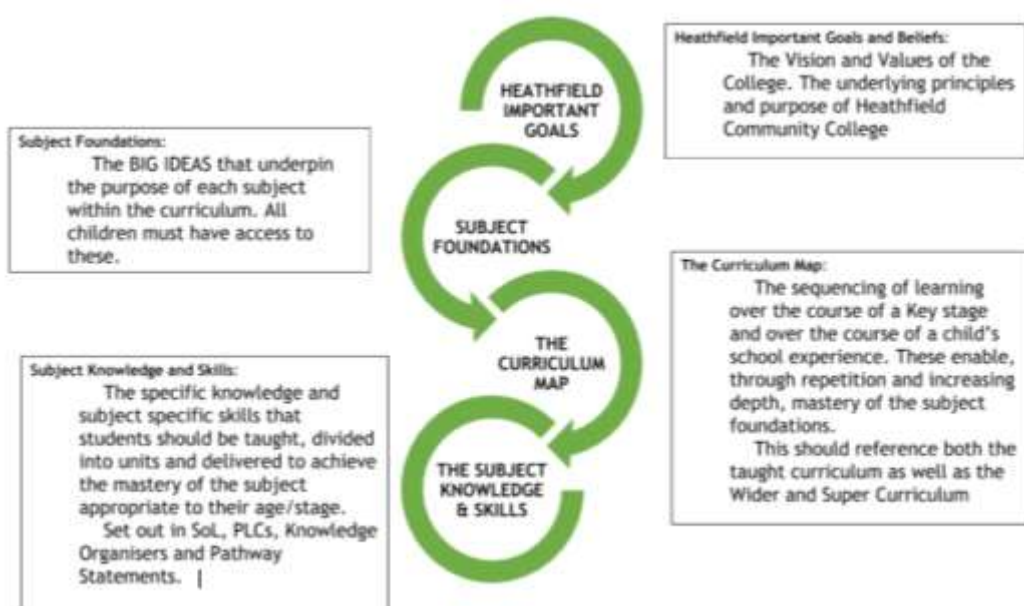 Heathfield Important Goals and Beliefs:
The Vision and Values of the
College. The underlying principles
and purpose of Heathfield
Community College
HEATHFIELD
IMPORTANT
GOALS
Subject Foundations:
The BIG IDEAS that underpin
the purpose of each subject
within the curriculum. All
children must have access to
these.
SUBJECT
FOUNDATIONS
The Curriculum Map:
The sequencing of learning
over the course of a Key stage
and over the course of a child's
school experience. These enable,
through repetition and increasing
depth, mastery of the subject
foundations.
This should reference both the
taught curriculum as well as the
Wider and Super Curriculum
THE
CURRICULUM
MAP
Subject Knowledge and Skills:
The specific knowledge and
subject specific skills that
students should be taught, divided
into units and delivered to achieve
the mastery of the subject
appropriate to their age/stage.
Set out in SoL, PLCs, Knowledge
Organisers and Pathway
Statements.
THE SUBJECT
KNOWLEDGE
& SKILLS